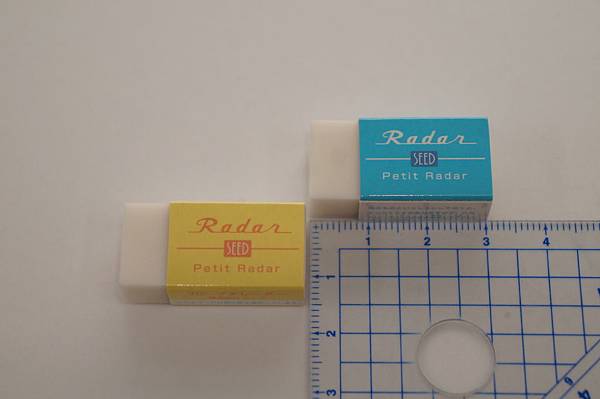 Radar
SEED
Petit Radar
Radar
SEED
Petit Radar
1 2 3 4
1
2
3